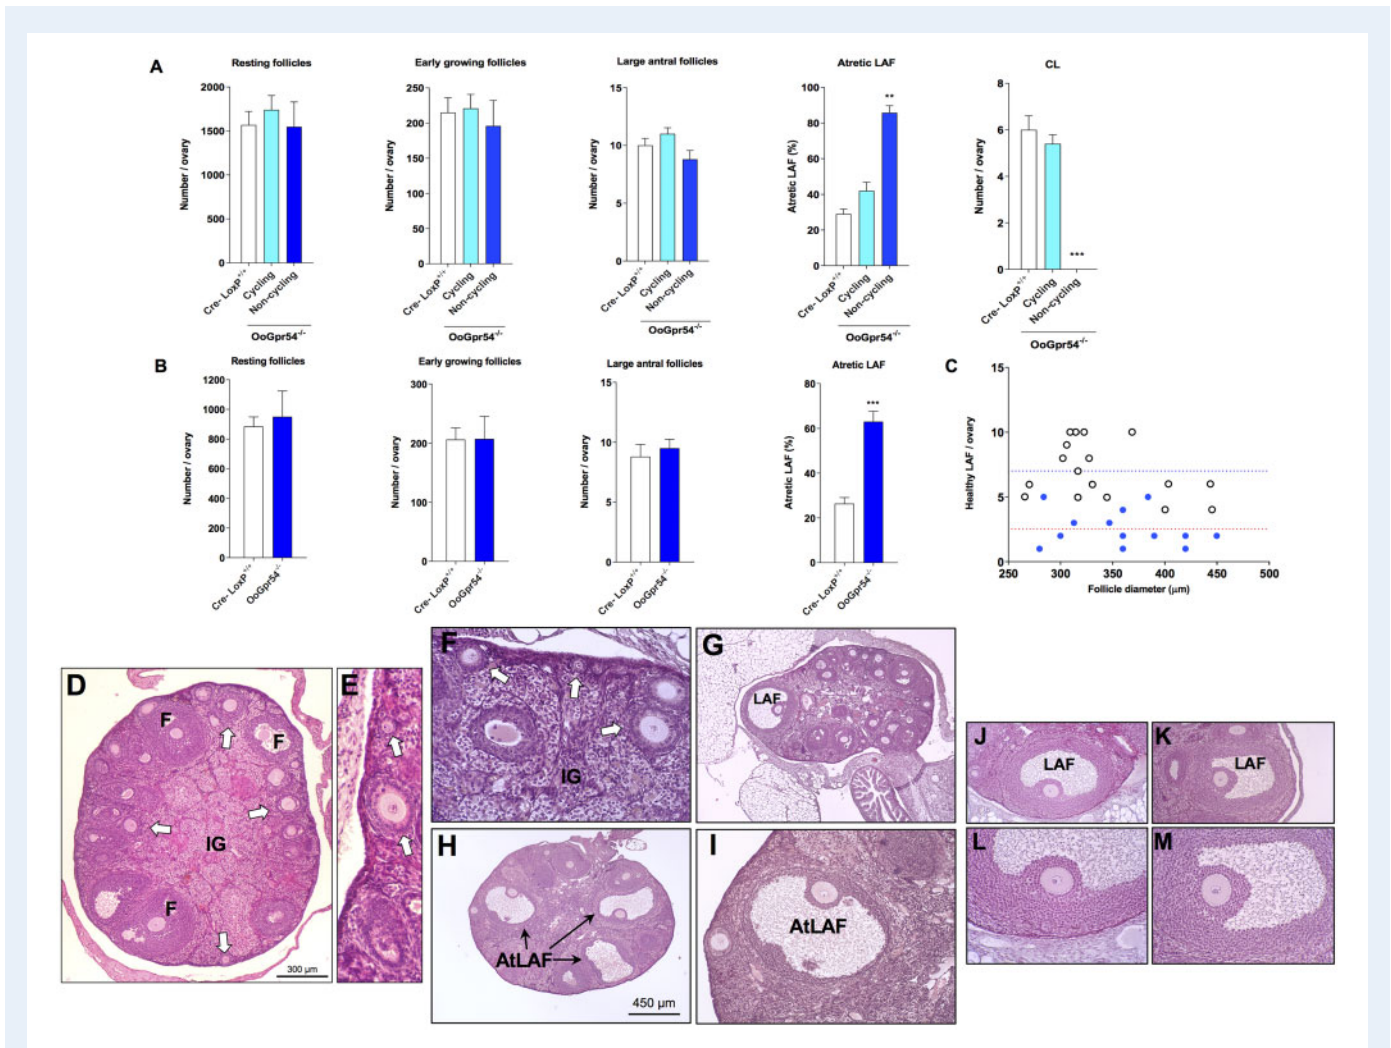 A
Resting follicles
Early growing follicles
Large antral follicles
Atretic LAF
CL
Number / ovary
2000
1500
1000
500
0
Cre- LoxP+/+
Cycling
Non-cycling
OoGpr54-/-
Number / ovary
250
200
150
100
50
0
Cre- LoxP+/+
Cycling
Non-cycling
OoGpr54-/-
Number / ovary
15
10
5
0
Cre- LoxP+/+
Cycling
Non-cycling
OoGpr54-/-
Atretic LAF (%)
100
80
60
40
20
0
**
Cre- LoxP+/+
Cycling
Non-cycling
OoGpr54-/-
Number / ovary
8
6
4
2
0
***
Cre- LoxP+/+
Cycling
Non-cycling
OoGpr54-/-
B
Resting follicles
Early growing follicles
Large antral follicles
Atretic LAF
Number / ovary
1200
1000
800
600
400
200
0
Cre- LoxP+/+
OoGpr54-/-
Number / ovary
300
200
100
0
Cre- LoxP+/+
OoGpr54-/-
Number / ovary
15
10
5
0
Cre- LoxP+/+
OoGpr54-/-
Atretic LAF (%)
80
60
40
20
0
***
Cre- LoxP+/+
OoGpr54-/-
C
Healthy LAF / ovary
15
10
5
0
250 300 350 400 450 500
Follicle diameter (µm)
D
F
F
IG
F
300 µm
E
F
IG
G
LAF
H
AtLAF
450 µm
I
AtLAF
J
LAF
K
LAF
L
M